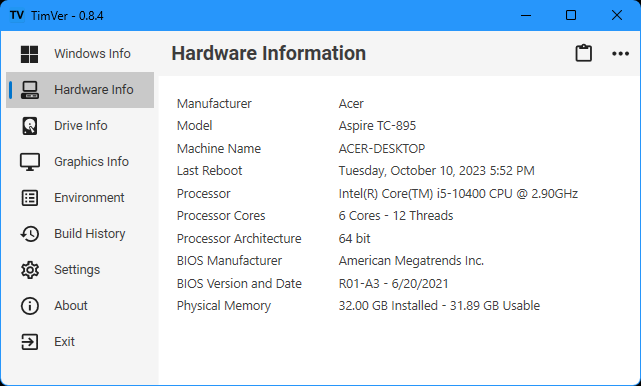 TV TimVer - 0.8.4
Windows Info
Hardware Info
Drive Info
Graphics Info
Environment
Build History
Settings
About
Exit
Hardware Information
Manufacturer Acer
Model Aspire TC-895
Machine Name ACER-DESKTOP
Last Reboot Tuesday, October 10, 2023 5:52 PM
Processor Intel(R) Core(TM) i5-10400 CPU @ 2.90GHz
Processor Cores 6 Cores - 12 Threads
Processor Architecture 64 bit
BIOS Manufacturer American Megatrends Inc.
BIOS Version and Date R01-A3 - 6/20/2021
Physical Memory 32.00 GB Installed - 31.89 GB Usable